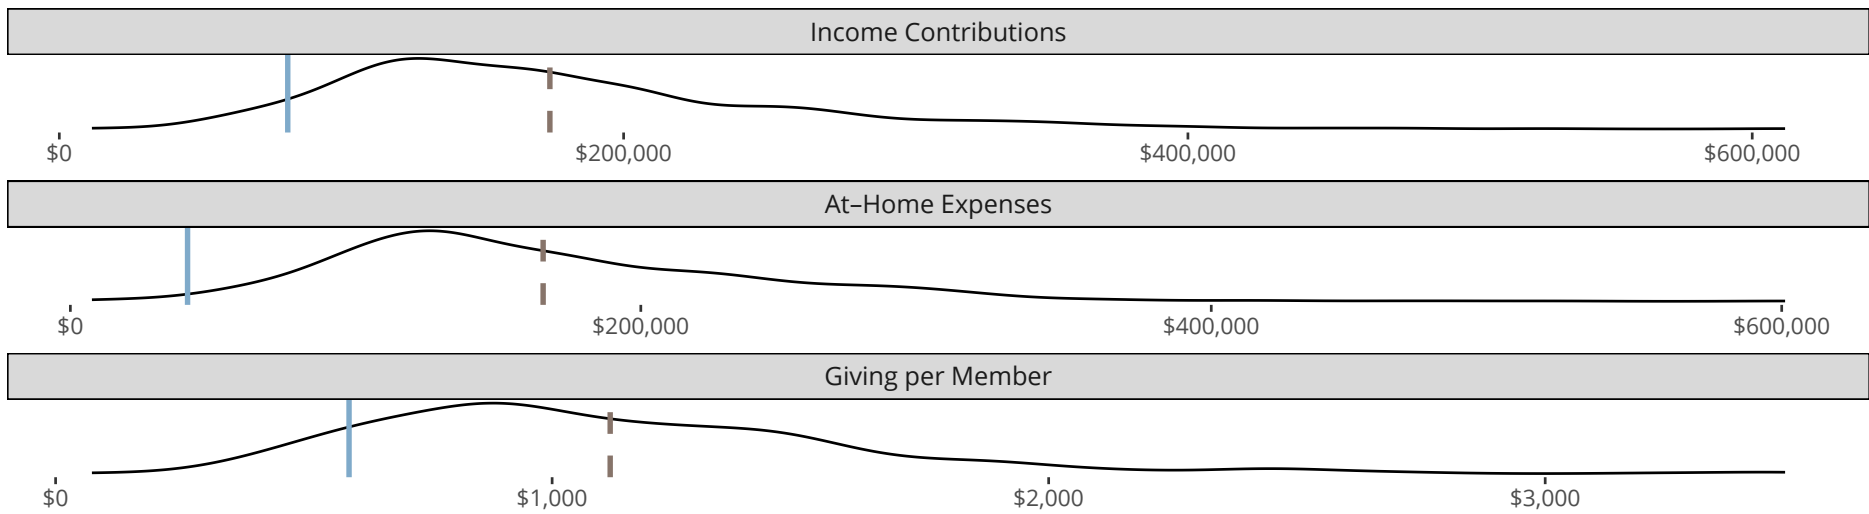 Income Contributions
$0 $200,000 $400,000 $600,000
At–Home Expenses
$0 $200,000 $400,000 $600,000
Giving per Member
$0 $1,000 $2,000 $3,000